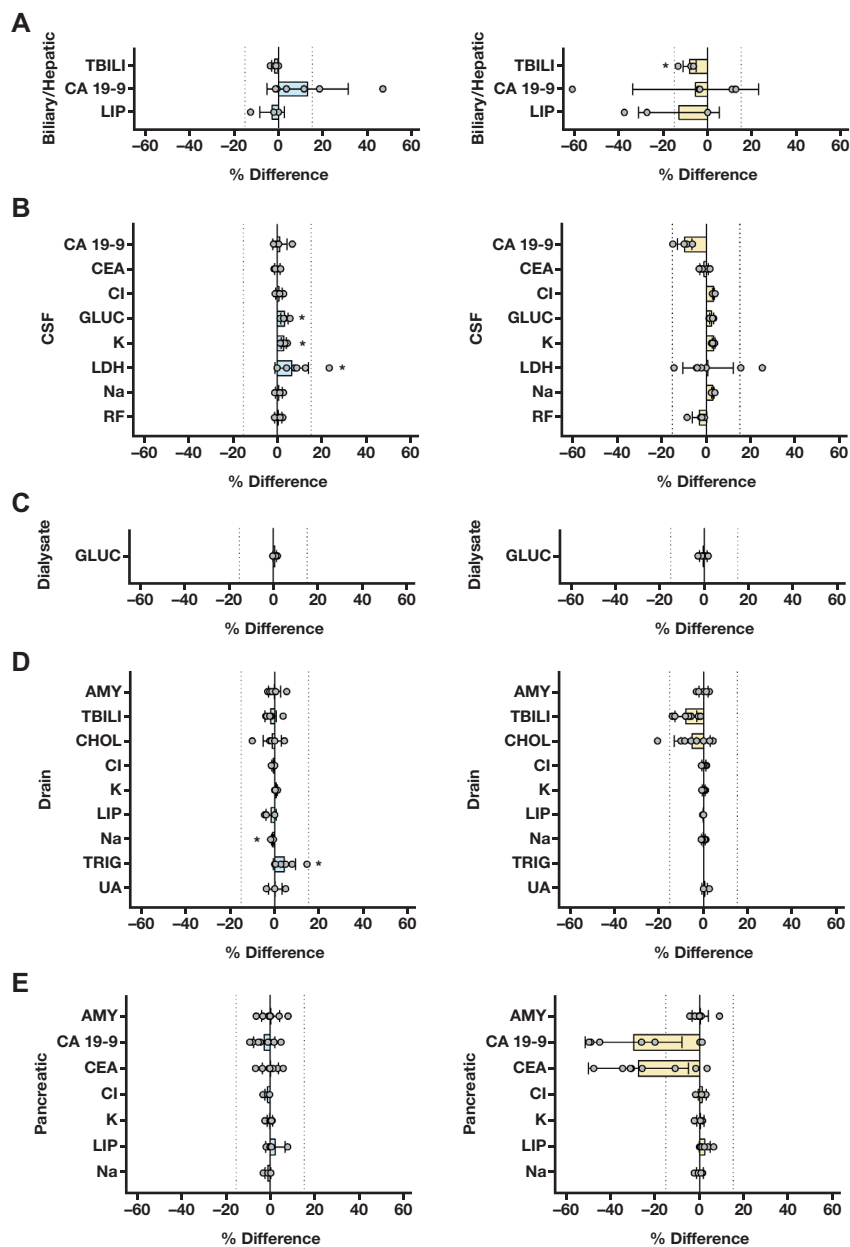 A
Biliary/Hepatic
TBILI
CA 19-9
LIP
−60 −40 −20 0 20 40 60
% Difference
Biliary/Hepatic
TBILI
*
CA 19-9
LIP
−60 −40 −20 0 20 40 60
% Difference
B
CSF
CA 19-9
CEA
Cl
GLUC *
K *
LDH *
Na
RF
−60 −40 −20 0 20 40 60
% Difference
CSF
CA 19-9
CEA
Cl
GLUC
K
LDH
Na
RF
−60 −40 −20 0 20 40 60
% Difference
C
Dialysate
GLUC
−60 −40 −20 0 20 40 60
% Difference
Dialysate
GLUC
−60 −40 −20 0 20 40 60
% Difference
D
Drain
AMY
TBILI
CHOL
Cl
K
LIP
Na *
TRIG *
UA
−60 −40 −20 0 20 40 60
% Difference
Drain
AMY
TBILI
CHOL
Cl
K
LIP
Na
TRIG
UA
−60 −40 −20 0 20 40 60
% Difference
E
Pancreatic
AMY
CA 19-9
CEA
Cl
K
LIP
Na
−60 −40 −20 0 20 40 60
% Difference
Pancreatic
AMY
CA 19-9
CEA
Cl
K
LIP
Na
−60 −40 −20 0 20 40 60
% Difference